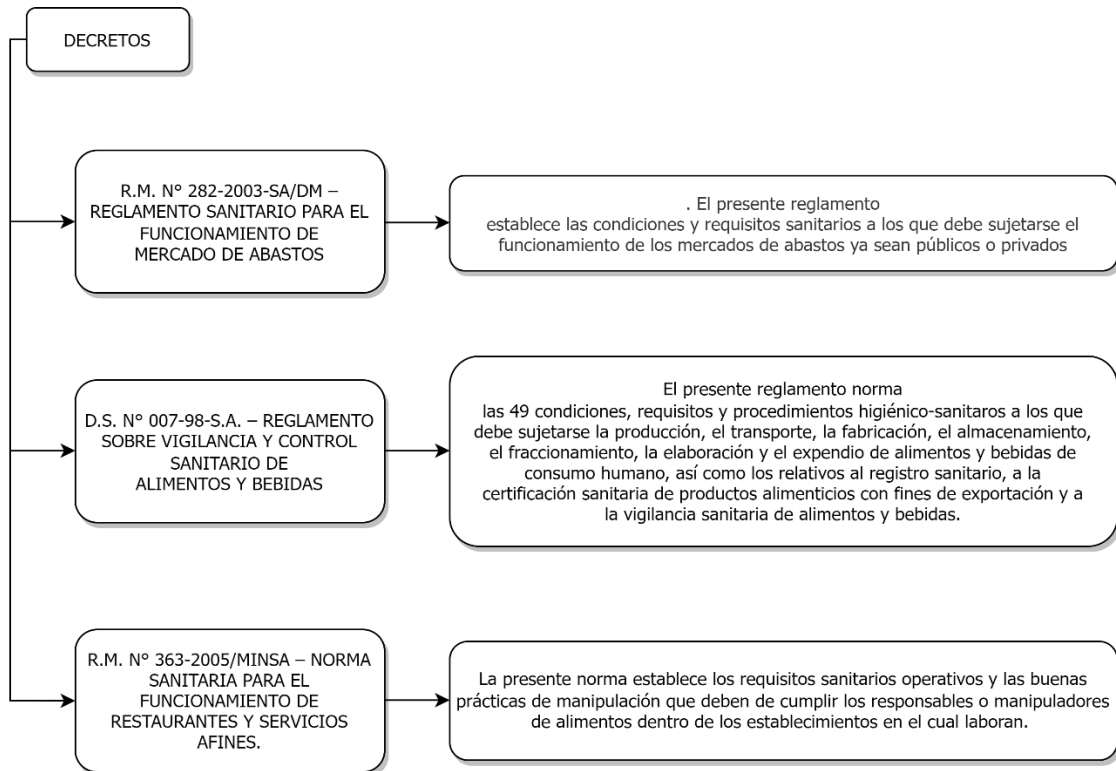 DECRETOS
R.M. N° 282-2003-SA/DM –
REGLAMENTO SANITARIO PARA EL
FUNCIONAMIENTO DE
MERCADO DE ABASTOS
. El presente reglamento
establece las condiciones y requisitos sanitarios a los que debe sujetarse el
funcionamiento de los mercados de abastos ya sean públicos o privados
D.S. N° 007-98-S.A. – REGLAMENTO
SOBRE VIGILANCIA Y CONTROL
SANITARIO DE
ALIMENTOS Y BEBIDAS
El presente reglamento norma
las 49 condiciones, requisitos y procedimientos higiénico-sanitaros a los que
debe sujetarse la producción, el transporte, la fabricación, el almacenamiento,
el fraccionamiento, la elaboración y el expendio de alimentos y bebidas de
consumo humano, así como los relativos al registro sanitario, a la
certificación sanitaria de productos alimenticios con fines de exportación y a
la vigilancia sanitaria de alimentos y bebidas.
R.M. N° 363-2005/MINSA – NORMA
SANITARIA PARA EL
FUNCIONAMIENTO DE
RESTAURANTES Y SERVICIOS
AFINES.
La presente norma establece los requisitos sanitarios operativos y las buenas
prácticas de manipulación que deben de cumplir los responsables o manipuladores
de alimentos dentro de los establecimientos en el cual laboran.